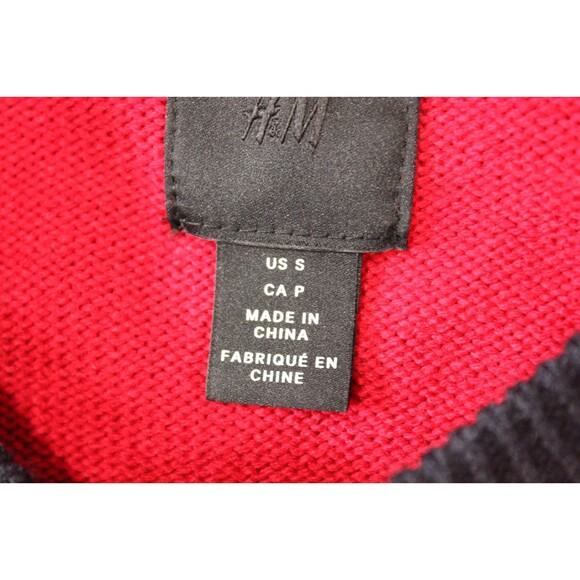 H&M
US S
CA P
MADE IN
CHINA
FABRIQUÉ EN
CHINE